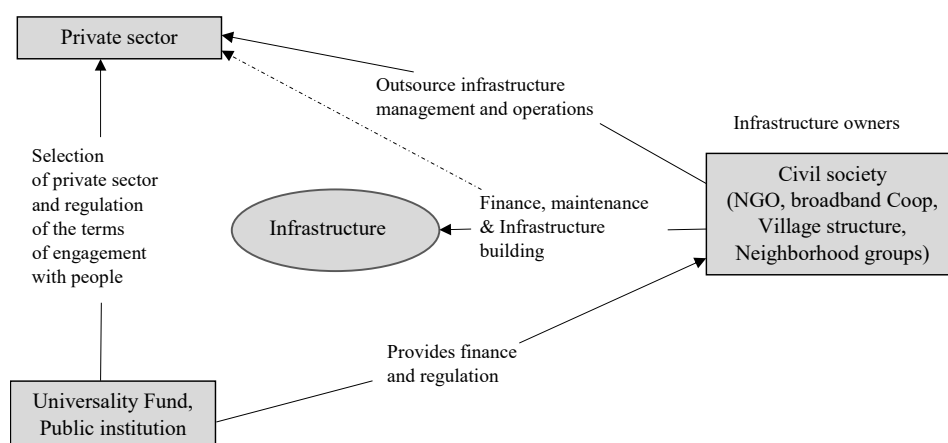 Private sector
Outsource infrastructure
management and operations
Infrastructure owners
Selection
of private sector
and regulation
of the terms
of engagement
with people
Civil society
(NGO, broadband Coop,
Village structure,
Neighborhood groups)
Infrastructure
Finance, maintenance
& Infrastructure
building
Provides finance
and regulation
Universality Fund,
Public institution